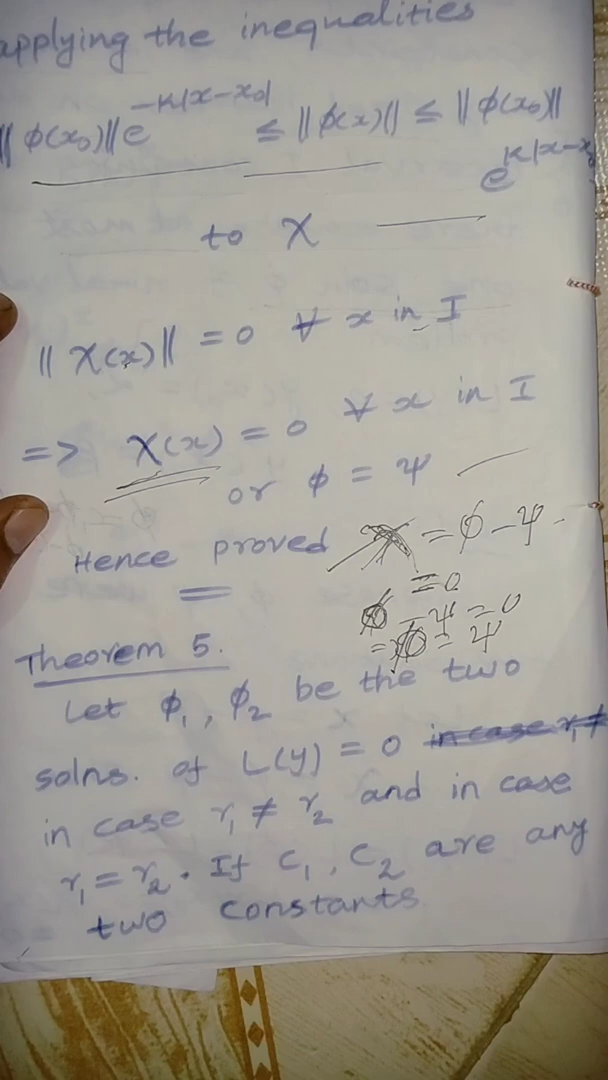 applying the inequalities
|| ϕ(x₀)||e^{-k|x-x₀|} ≤ ||ϕ(x)|| ≤ ||ϕ(x₀)||
e^{k|x-x₀}
to X
|| X(x)|| = 0 ∀ x in I
=> X(x) = 0 ∀ x in I
or ϕ = ψ
Hence proved
= ϕ - ψ
= 0
ϕ - ψ = 0
= ϕ = ψ
Theorem 5.
Let ϕ₁, ϕ₂ be the two
solns. of L(y) = 0 in case r₁ ≠
in case r₁ ≠ r₂ and in case
r₁ = r₂. If C₁, C₂ are any
two constants